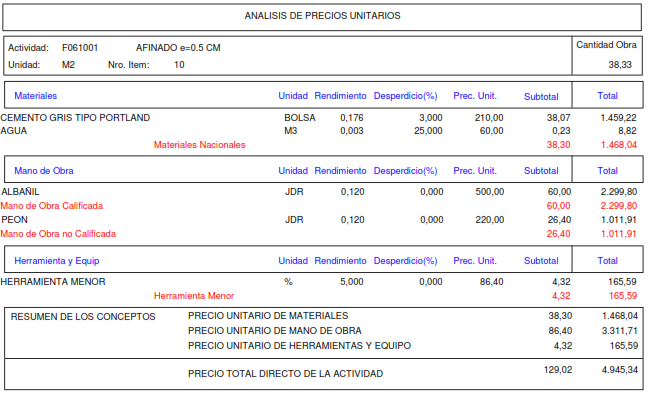 ANALISIS DE PRECIOS UNITARIOS
Actividad: F061001 AFINADO e=0.5 CM Cantidad Obra
Unidad: M2 Nro. Item: 10 38,33
Materiales Unidad Rendimiento Desperdicio(%) Prec. Unit. Subtotal Total
CEMENTO GRIS TIPO PORTLAND BOLSA 0,176 3,000 210,00 38,07 1.459,22
AGUA M3 0,003 25,000 60,00 0,23 8,82
Materiales Nacionales 38,30 1.468,04
Mano de Obra Unidad Rendimiento Desperdicio(%) Prec. Unit. Subtotal Total
ALBAÑIL JDR 0,120 0,000 500,00 60,00 2.299,80
Mano de Obra Calificada 60,00 2.299,80
PEON JDR 0,120 0,000 220,00 26,40 1.011,91
Mano de Obra no Calificada 26,40 1.011,91
Herramienta y Equip Unidad Rendimiento Desperdicio(%) Prec. Unit. Subtotal Total
HERRAMIENTA MENOR % 5,000 0,000 86,40 4,32 165,59
Herramienta Menor 4,32 165,59
RESUMEN DE LOS CONCEPTOS PRECIO UNITARIO DE MATERIALES 38,30 1.468,04
PRECIO UNITARIO DE MANO DE OBRA 86,40 3.311,71
PRECIO UNITARIO DE HERRAMIENTAS Y EQUIPO 4,32 165,59
PRECIO TOTAL DIRECTO DE LA ACTIVIDAD 129,02 4.945,34